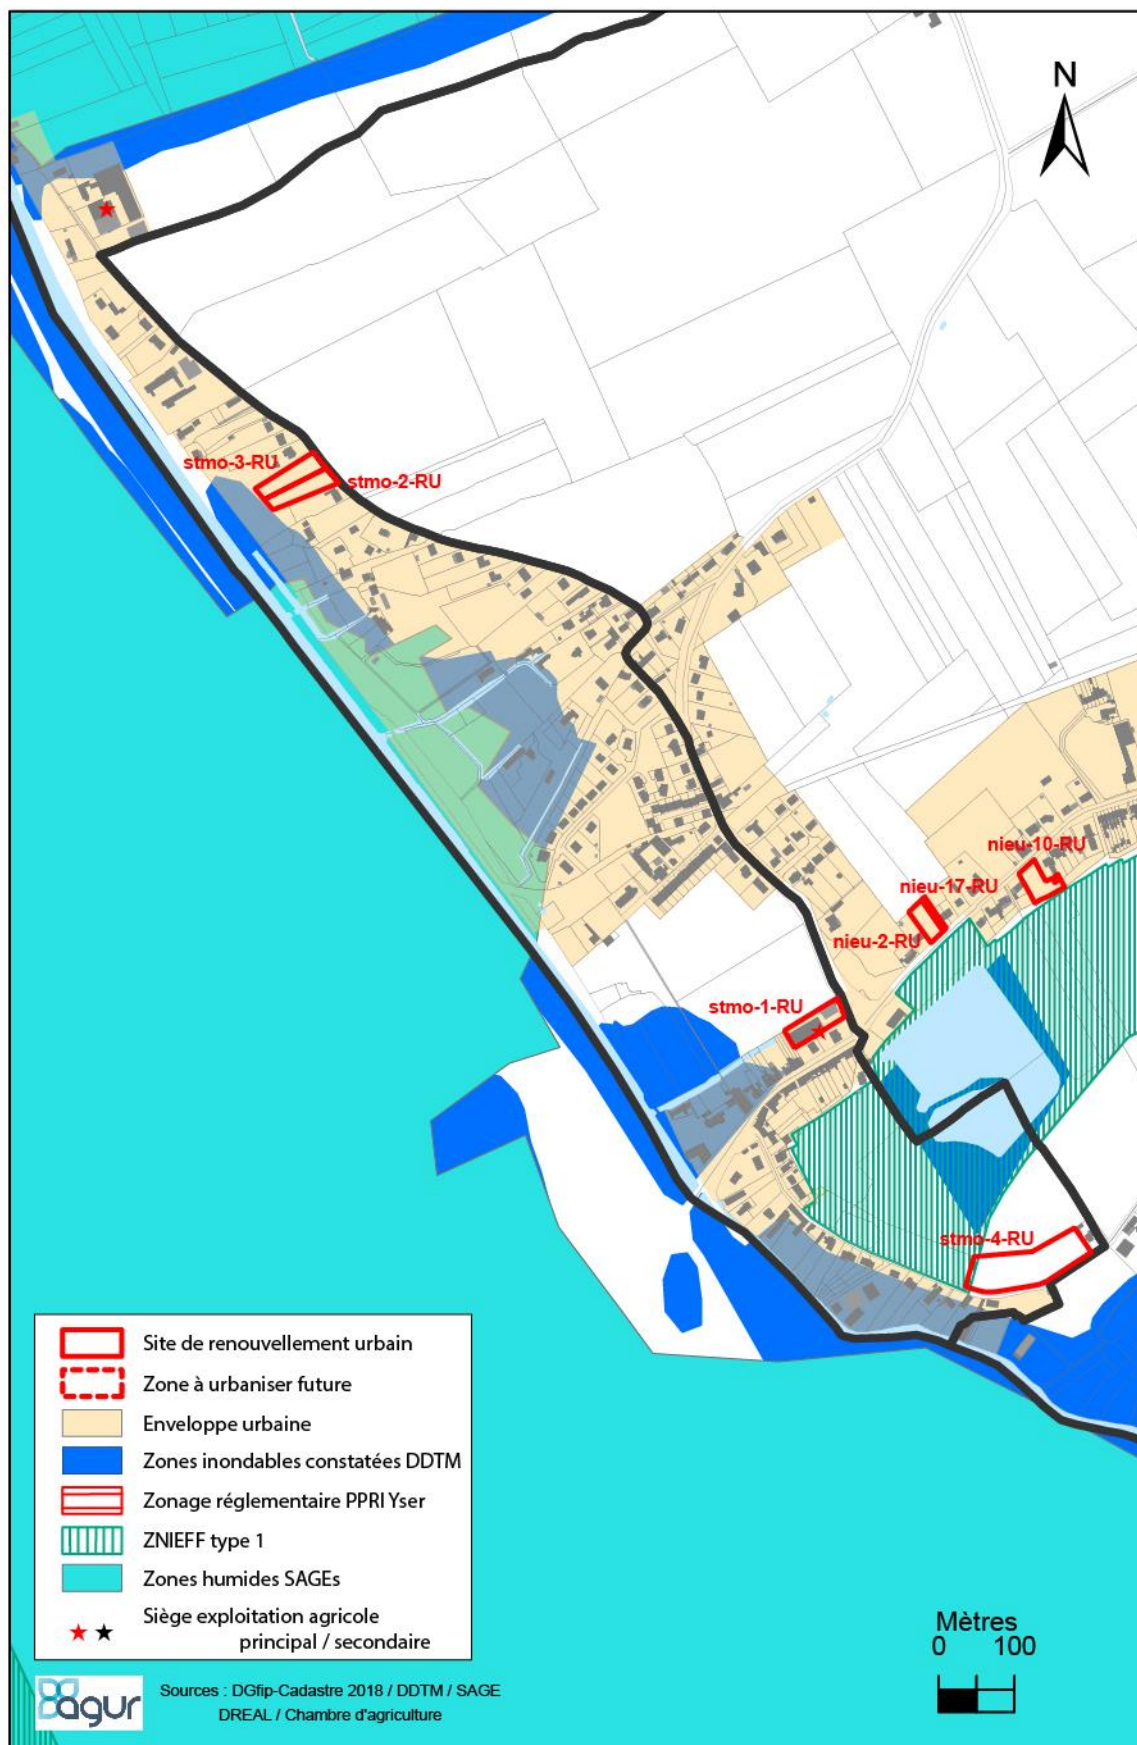 N
stmo-3-RU
stmo-2-RU
nieu-10-RU
nieu-17-RU
nieu-2-RU
stmo-1-RU
stmo-4-RU
Site de renouvellement urbain
Zone à urbaniser future
Enveloppe urbaine
Zones inondables constatées DDTM
Zonage réglementaire PPRI Yser
ZNIEFF type 1
Zones humides SAGEs
Siège exploitation agricole
principal / secondaire
Mètres
0 100
agur
Sources : DGfip-Cadastre 2018 / DDTM / SAGE
DREAL / Chambre d'agriculture